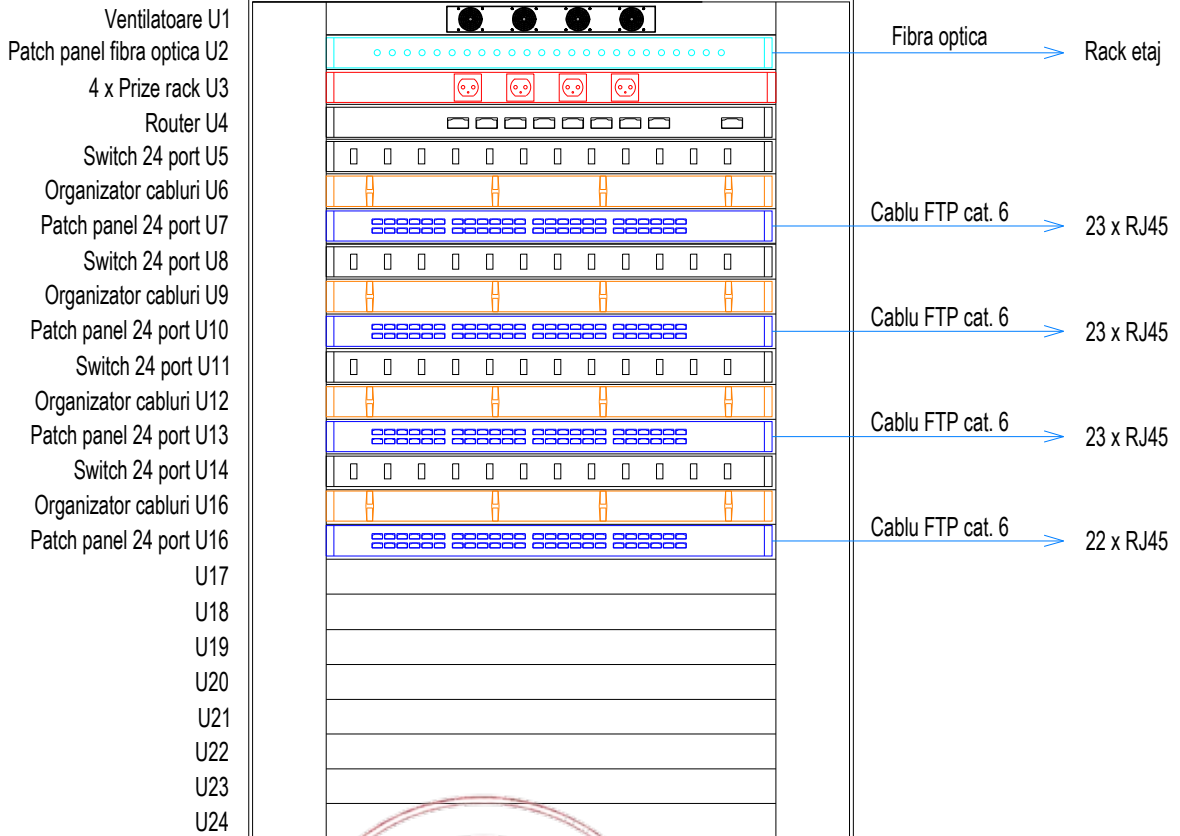 Ventilatoare U1
Patch panel fibra optica U2
Fibra optica
Rack etaj
4 x Prize rack U3
Router U4
Switch 24 port U5
Organizator cabluri U6
Patch panel 24 port U7
Cablu FTP cat. 6
23 x RJ45
Switch 24 port U8
Organizator cabluri U9
Patch panel 24 port U10
Cablu FTP cat. 6
23 x RJ45
Switch 24 port U11
Organizator cabluri U12
Patch panel 24 port U13
Cablu FTP cat. 6
23 x RJ45
Switch 24 port U14
Organizator cabluri U16
Patch panel 24 port U16
Cablu FTP cat. 6
22 x RJ45
U17
U18
U19
U20
U21
U22
U23
U24